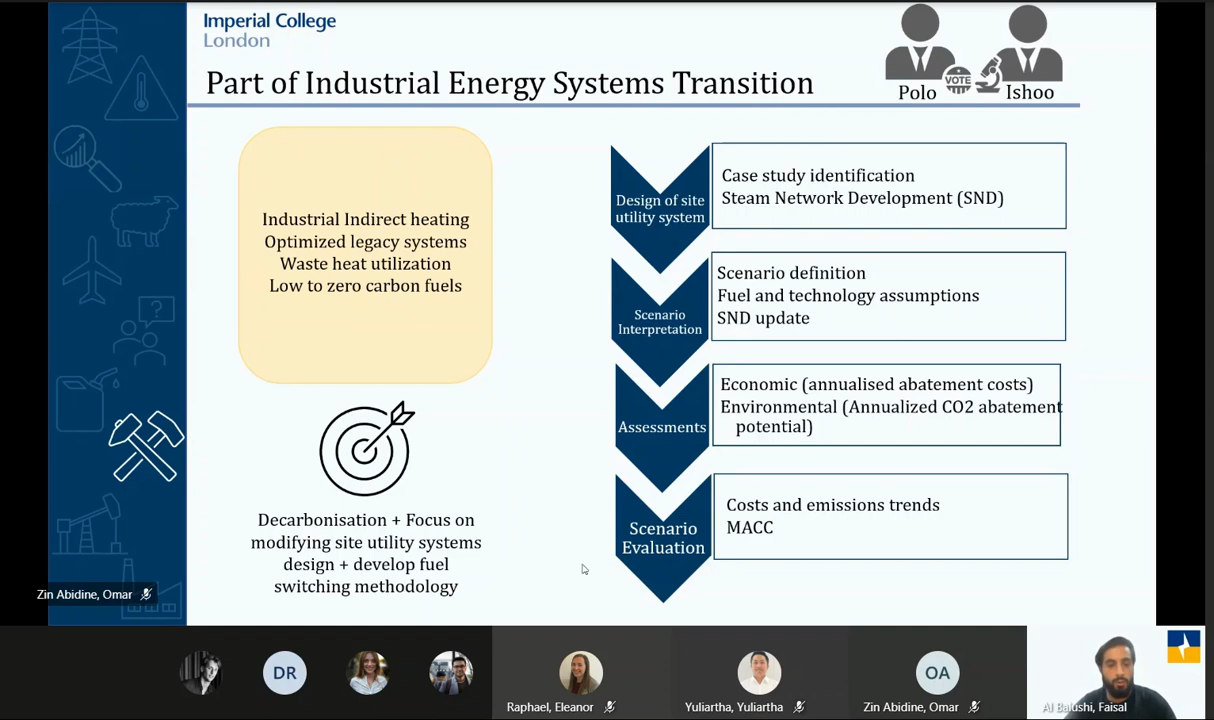 Imperial College
London
Part of Industrial Energy Systems Transition
VOTE
Polo
Ishoo
Industrial Indirect heating
Optimized legacy systems
Waste heat utilization
Low to zero carbon fuels
Decarbonisation + Focus on
modifying site utility systems
design + develop fuel
switching methodology
Design of site
utility system
Case study identification
Steam Network Development (SND)
Scenario
Interpretation
Scenario definition
Fuel and technology assumptions
SND update
Assessments
Economic (annualised abatement costs)
Environmental (Annualized CO2 abatement
potential)
Scenario
Evaluation
Costs and emissions trends
MACC
Zin Abidine, Omar
DR
Raphael, Eleanor
Yuliartha, Yuliartha
OA
Zin Abidine, Omar
Al Balushi, Faisal